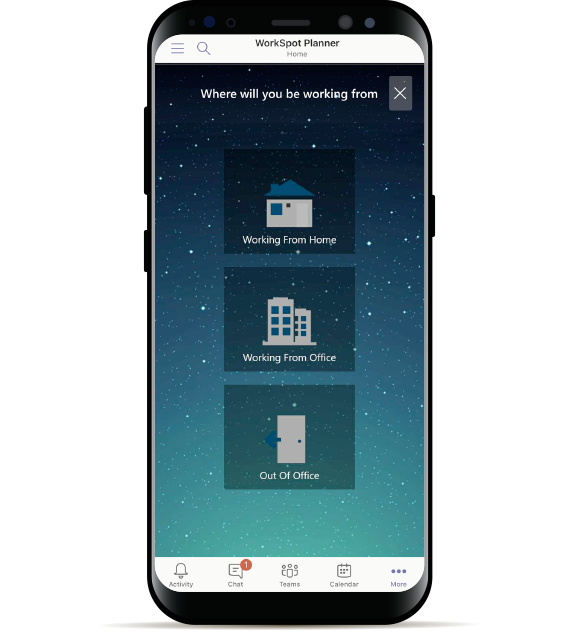 WorkSpot Planner
Home
Where will you be working from
Working From Home
Working From Office
Out Of Office
1
Activity
Chat
Teams
Calendar
More